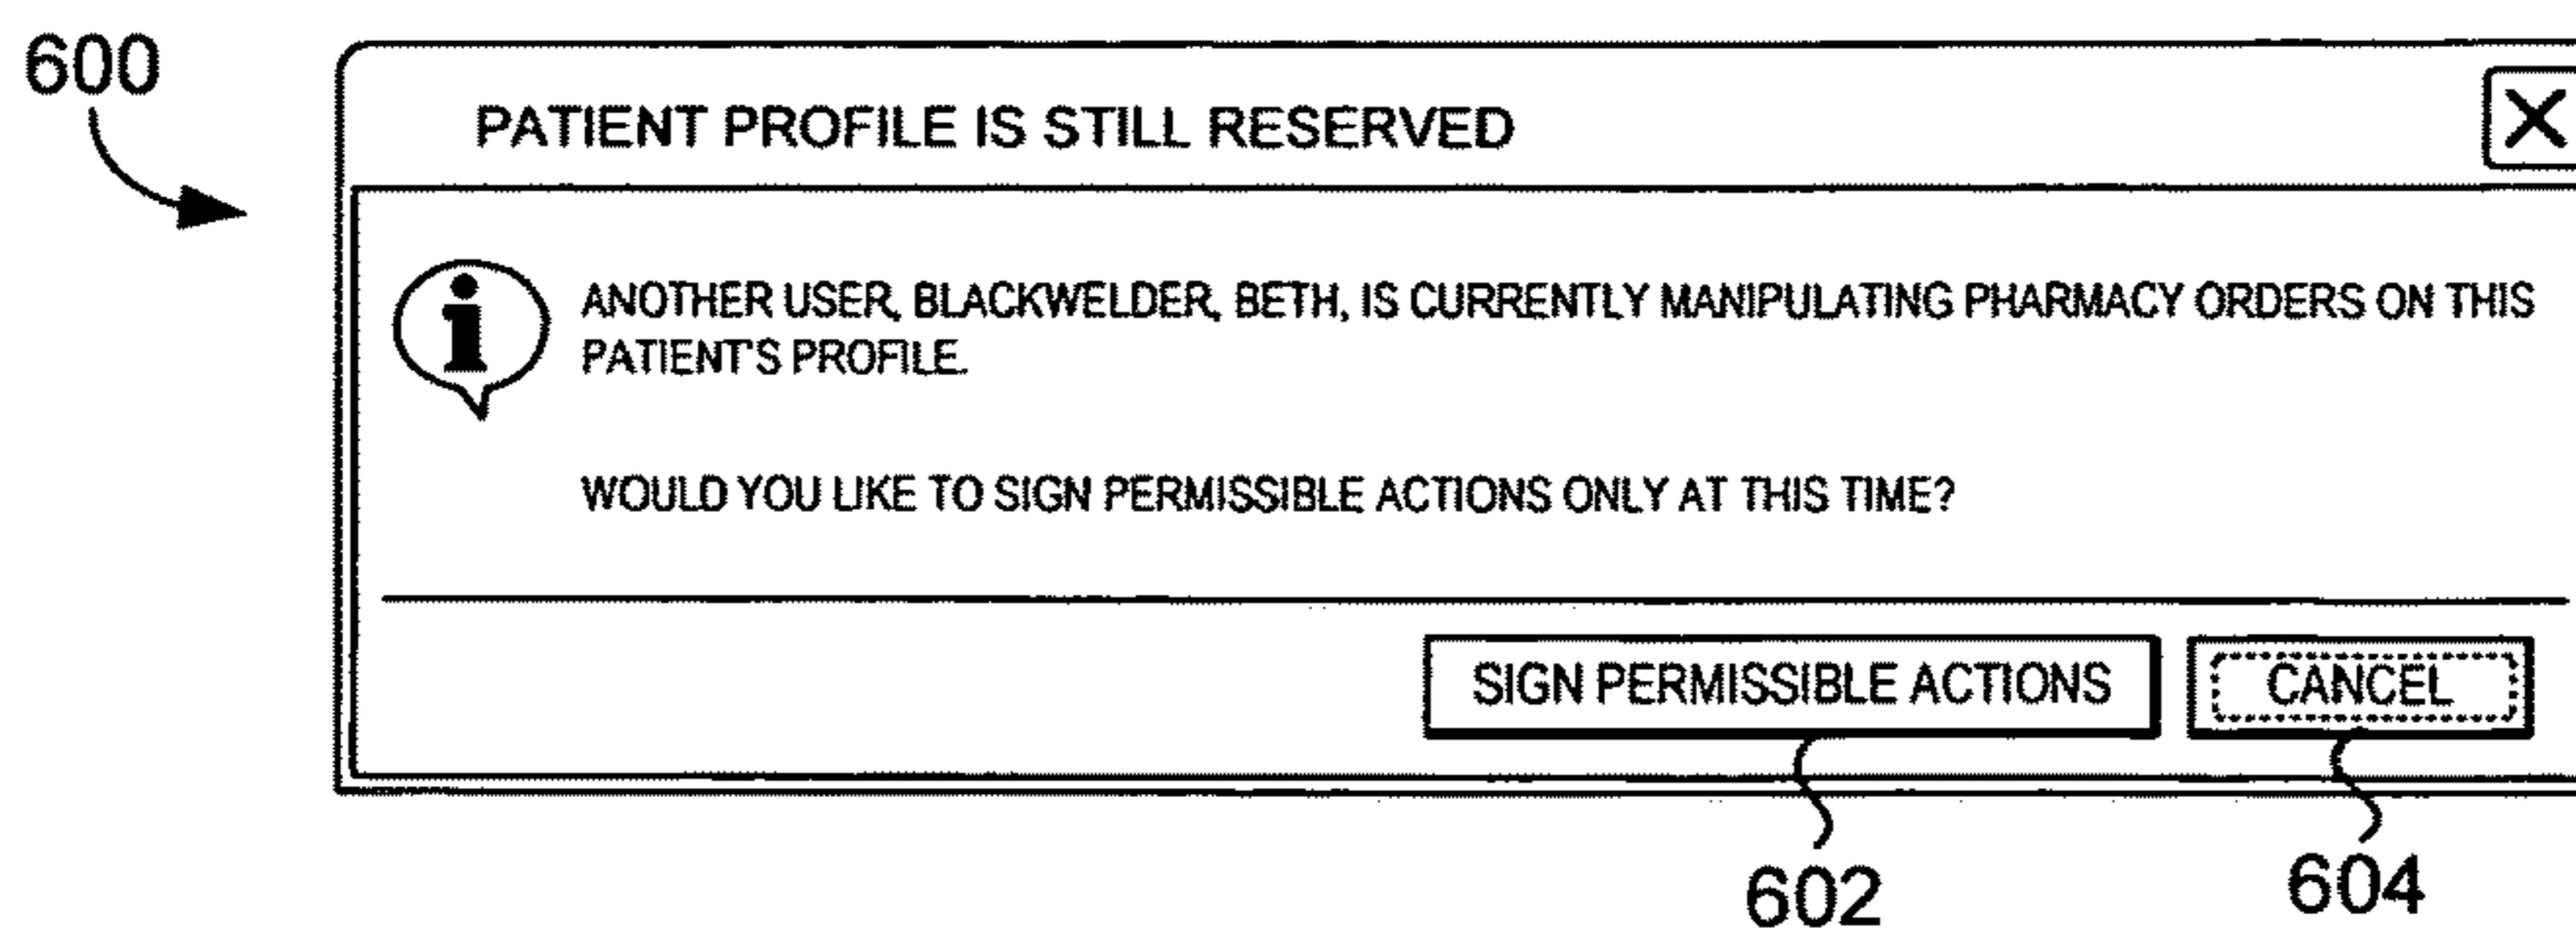 600
PATIENT PROFILE IS STILL RESERVED
ANOTHER USER, BLACKWELDER, BETH, IS CURRENTLY MANIPULATING PHARMACY ORDERS ON THIS
PATIENT'S PROFILE.
WOULD YOU LIKE TO SIGN PERMISSIBLE ACTIONS ONLY AT THIS TIME?
SIGN PERMISSIBLE ACTIONS CANCEL
602 604